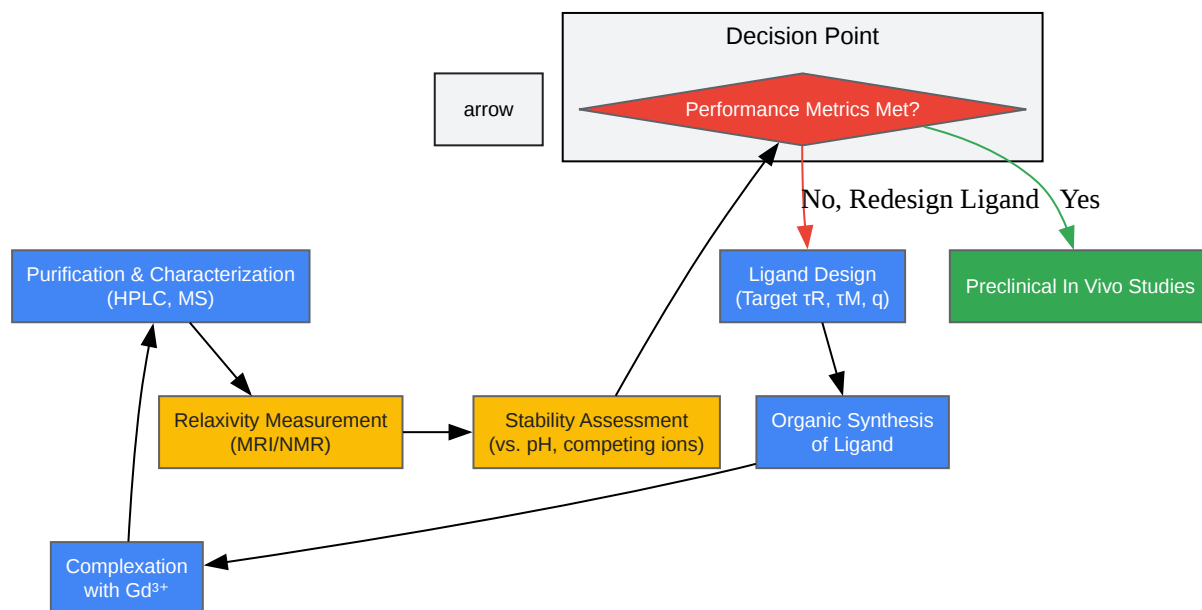 Decision Point
arrow
Performance Metrics Met?
No, Redesign Ligand
Yes
Purification & Characterization
(HPLC, MS)
Ligand Design
(Target τR, τM, q)
Preclinical In Vivo Studies
Relaxivity Measurement
(MRI/NMR)
Stability Assessment
(vs. pH, competing ions)
Organic Synthesis
of Ligand
Complexation
with Gd³⁺